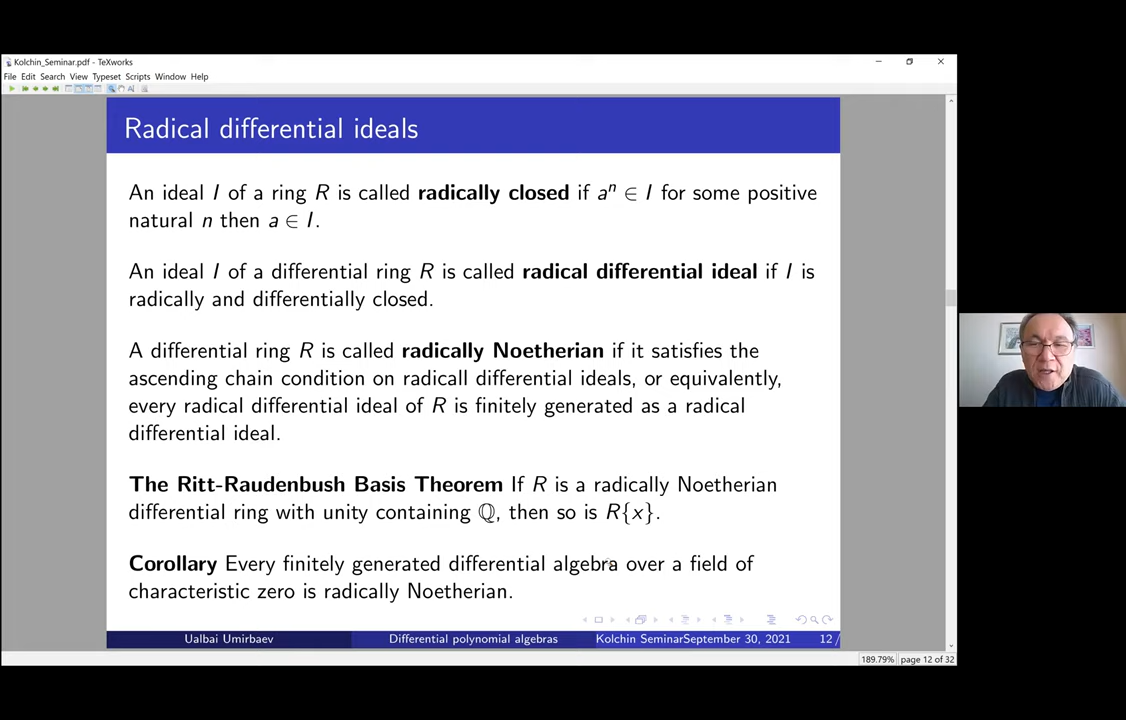 Kolchin_Seminar.pdf - TeXworks
File Edit Search View Typeset Scripts Window Help
Radical differential ideals
An ideal I of a ring R is called radically closed if aⁿ ∈ I for some positive
natural n then a ∈ I.
An ideal I of a differential ring R is called radical differential ideal if I is
radically and differentially closed.
A differential ring R is called radically Noetherian if it satisfies the
ascending chain condition on radicall differential ideals, or equivalently,
every radical differential ideal of R is finitely generated as a radical
differential ideal.
The Ritt-Raudenbush Basis Theorem If R is a radically Noetherian
differential ring with unity containing ℚ, then so is R{x}.
Corollary Every finitely generated differential algebra over a field of
characteristic zero is radically Noetherian.
Ualbai Umirbaev Differential polynomial algebras Kolchin SeminarSeptember 30, 2021 12 /
189.79% page 12 of 32